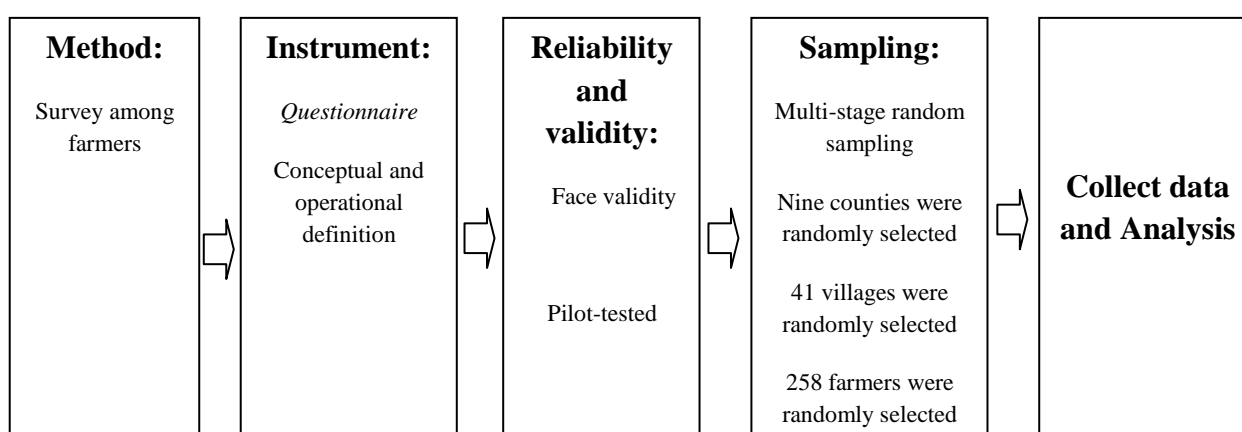 Method:
Survey among
farmers
Instrument:
Questionnaire
Conceptual and
operational
definition
Reliability
and
validity:
Face validity
Pilot-tested
Sampling:
Multi-stage random
sampling
Nine counties were
randomly selected
41 villages were
randomly selected
258 farmers were
randomly selected
Collect data
and Analysis